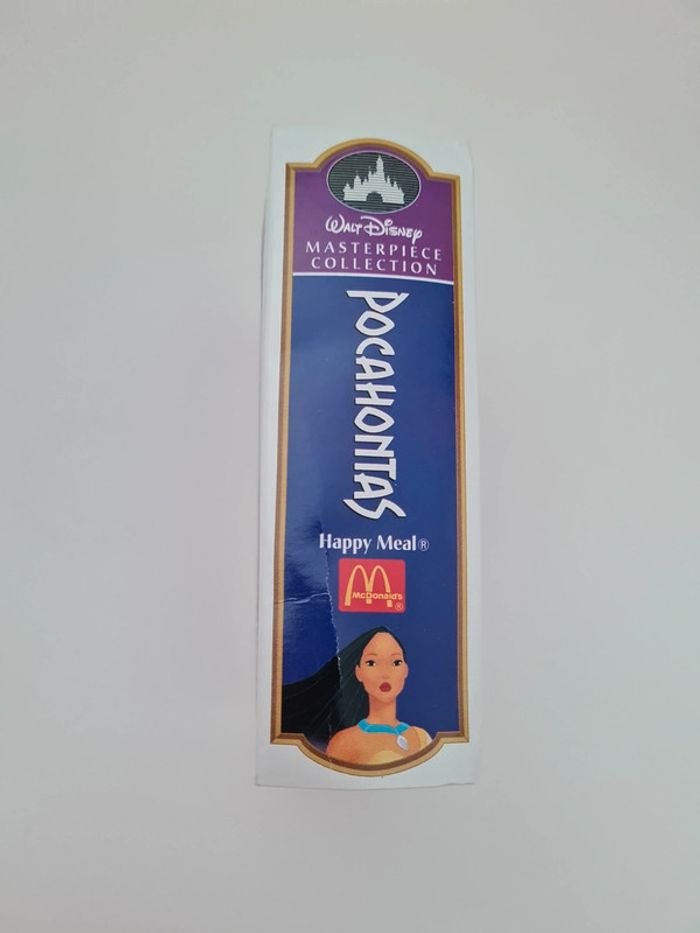 WALT DISNEY
MASTERPIECE
COLLECTION
POCAHONTAS
Happy Meal®
McDonald's
®